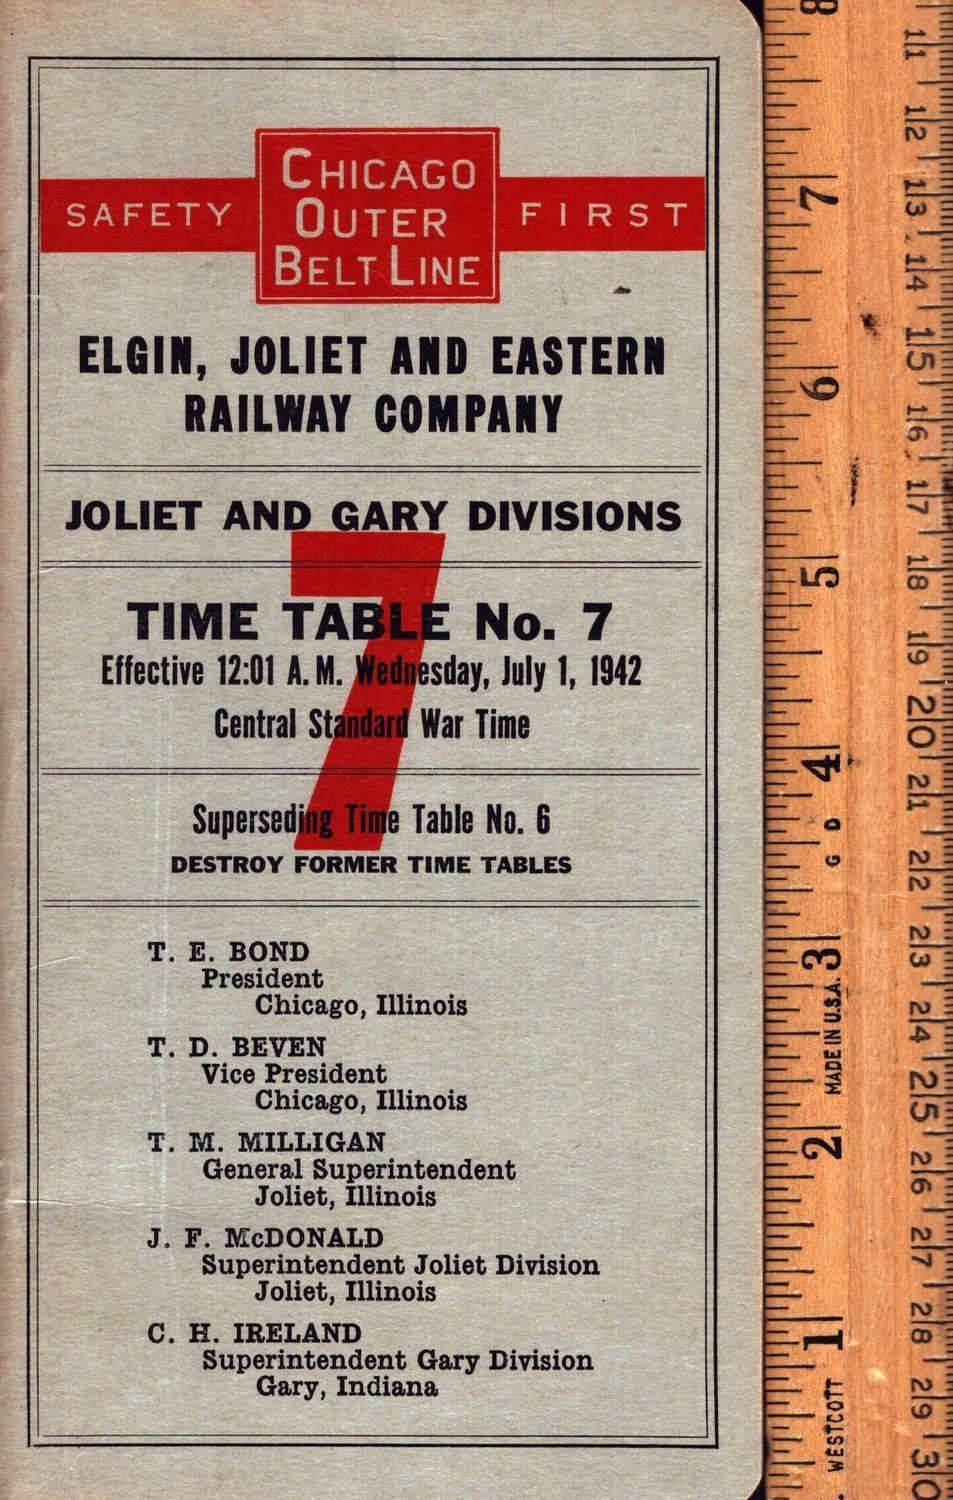 SAFETY
CHICAGO
OUTER
BELT LINE
FIRST
ELGIN, JOLIET AND EASTERN
RAILWAY COMPANY
JOLIET AND GARY DIVISIONS
7
TIME TABLE No. 7
Effective 12:01 A.M. Wednesday, July 1, 1942
Central Standard War Time
Superseding Time Table No. 6
DESTROY FORMER TIME TABLES
T. E. BOND
President
Chicago, Illinois
T. D. BEVEN
Vice President
Chicago, Illinois
T. M. MILLIGAN
General Superintendent
Joliet, Illinois
J. F. McDONALD
Superintendent Joliet Division
Joliet, Illinois
C. H. IRELAND
Superintendent Gary Division
Gary, Indiana
8
7
6
5
4
G D
3
MADE IN U.S.A.
2
1
WESTCOTT
11
12
13
14
15
16
17
18
19
20
21
22
23
24
25
26
27
28
29
30